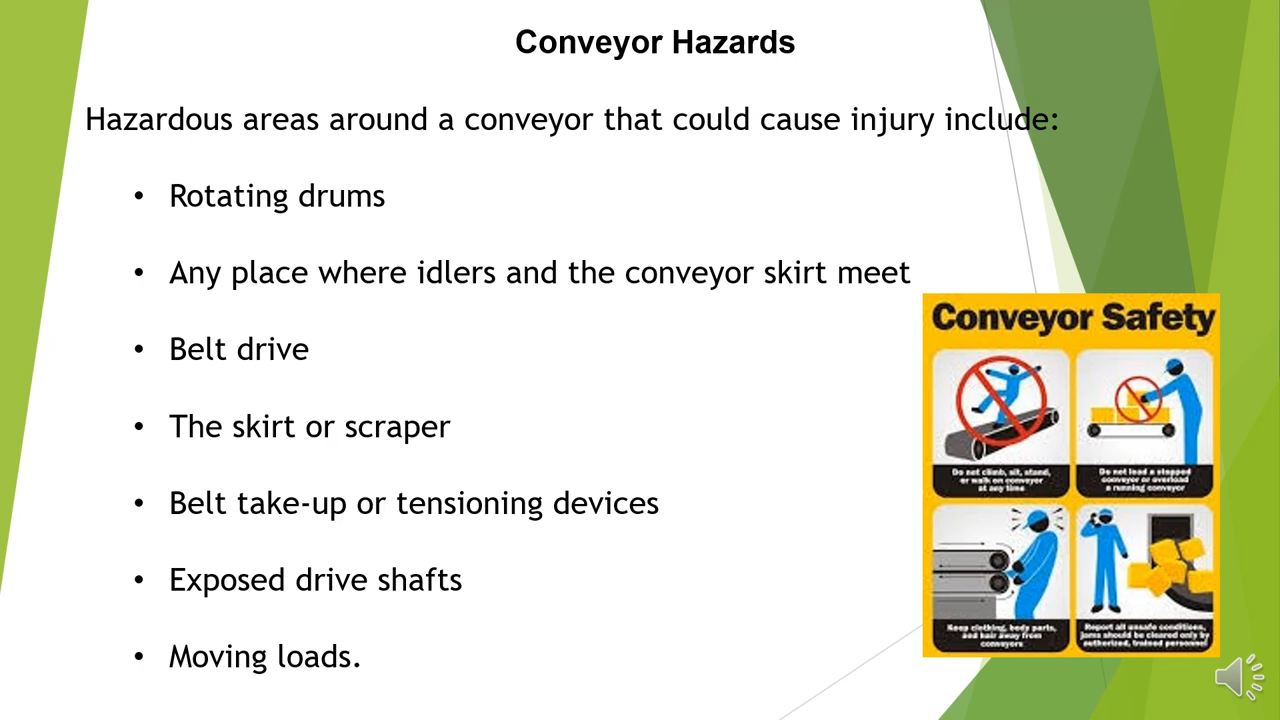 Conveyor Hazards
Hazardous areas around a conveyor that could cause injury include:
• Rotating drums
• Any place where idlers and the conveyor skirt meet
• Belt drive
• The skirt or scraper
• Belt take-up or tensioning devices
• Exposed drive shafts
• Moving loads.
Conveyor Safety
Do not climb, sit, stand,
or walk on conveyor
at any time
Do not load a stopped
conveyor or overload
a running conveyor
Keep clothing, body parts,
and hair away from
conveyors
Report all unsafe conditions,
jams should be cleared only by
authorized, trained personnel